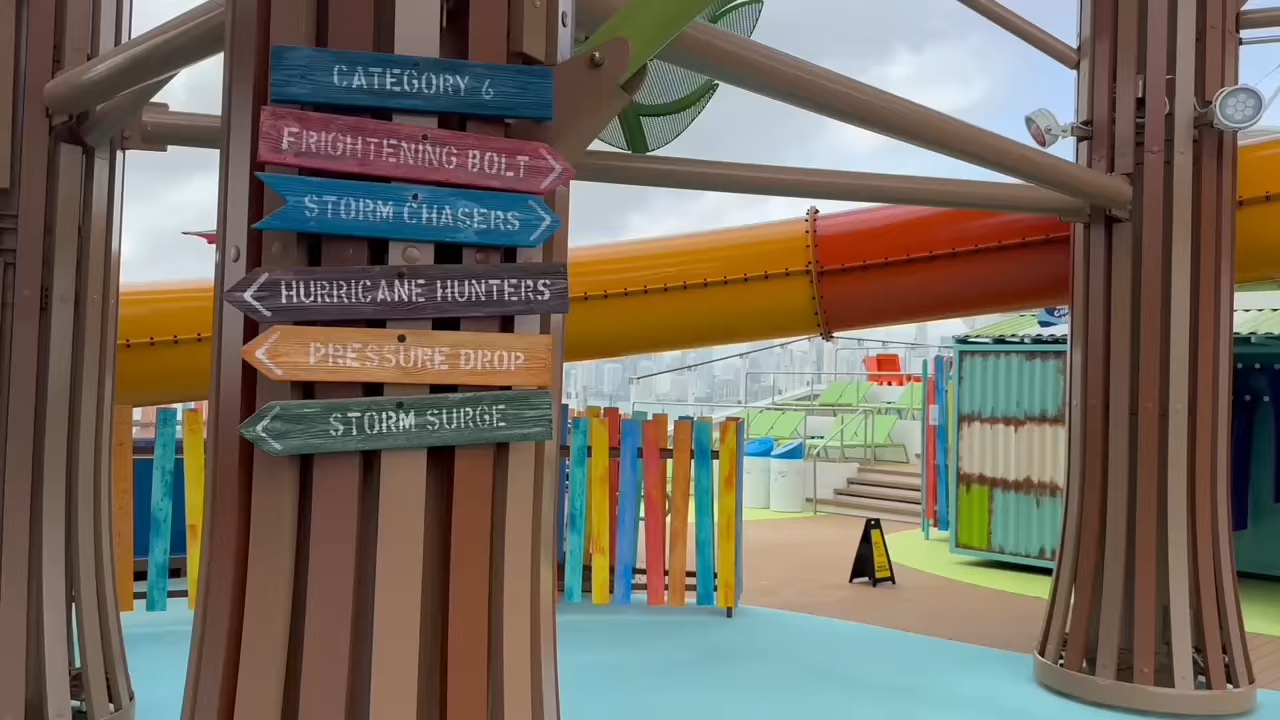 CATEGORY 6
FRIGHTENING BOLT >
STORM CHASERS >
< HURRICANE HUNTERS
< PRESSURE DROP
< STORM SURGE